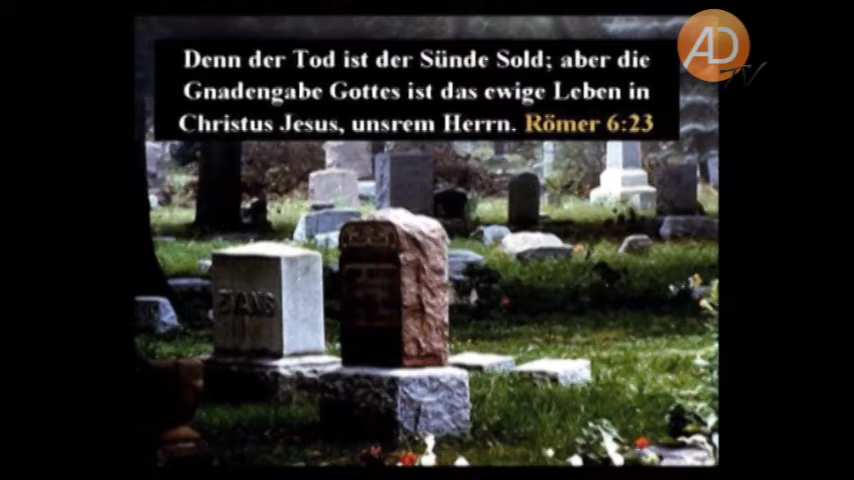 Denn der Tod ist der Sünde Sold; aber die
Gnadengabe Gottes ist das ewige Leben in
Christus Jesus, unsrem Herrn. Römer 6:23
AD
TV
EVANS